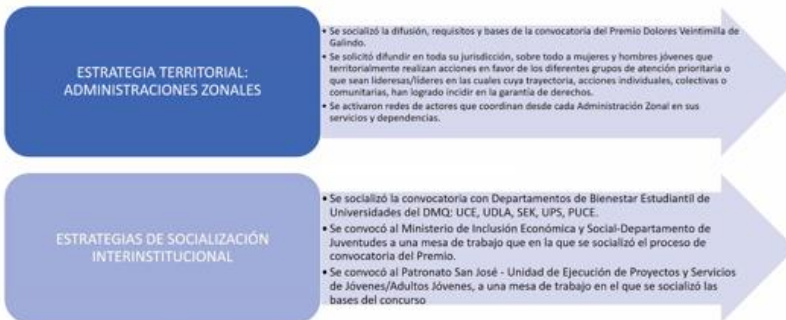 ESTRATEGIA TERRITORIAL:
ADMINISTRACIONES ZONALES
• Se socializó la difusión, requisitos y bases de la convocatoria del Premio Dolores Veintimilla de
Galindo.
• Se solicitó difundir en toda su jurisdicción, sobre todo a mujeres y hombres jóvenes que
territorialmente realizan acciones en favor de los diferentes grupos de atención prioritaria o
que sean lideresas/líderes en las cuales cuya trayectoria, acciones individuales, colectivas o
comunitarias, han logrado incidir en la garantía de derechos.
• Se activaron redes de actores que coordinan desde cada Administración Zonal en sus
servicios y dependencias.
ESTRATEGIAS DE SOCIALIZACIÓN
INTERINSTITUCIONAL
• Se socializó la convocatoria con Departamentos de Bienestar Estudiantil de
Universidades del DMQ: UCE, UDLA, SEK, UPS, PUCE.
• Se convocó al Ministerio de Inclusión Económica y Social-Departamento de
Juventudes a una mesa de trabajo que en la que se socializó el proceso de
convocatoria del Premio.
• Se convocó al Patronato San José - Unidad de Ejecución de Proyectos y Servicios
de Jóvenes/Adultos Jóvenes, a una mesa de trabajo en el que se socializó las
bases del concurso